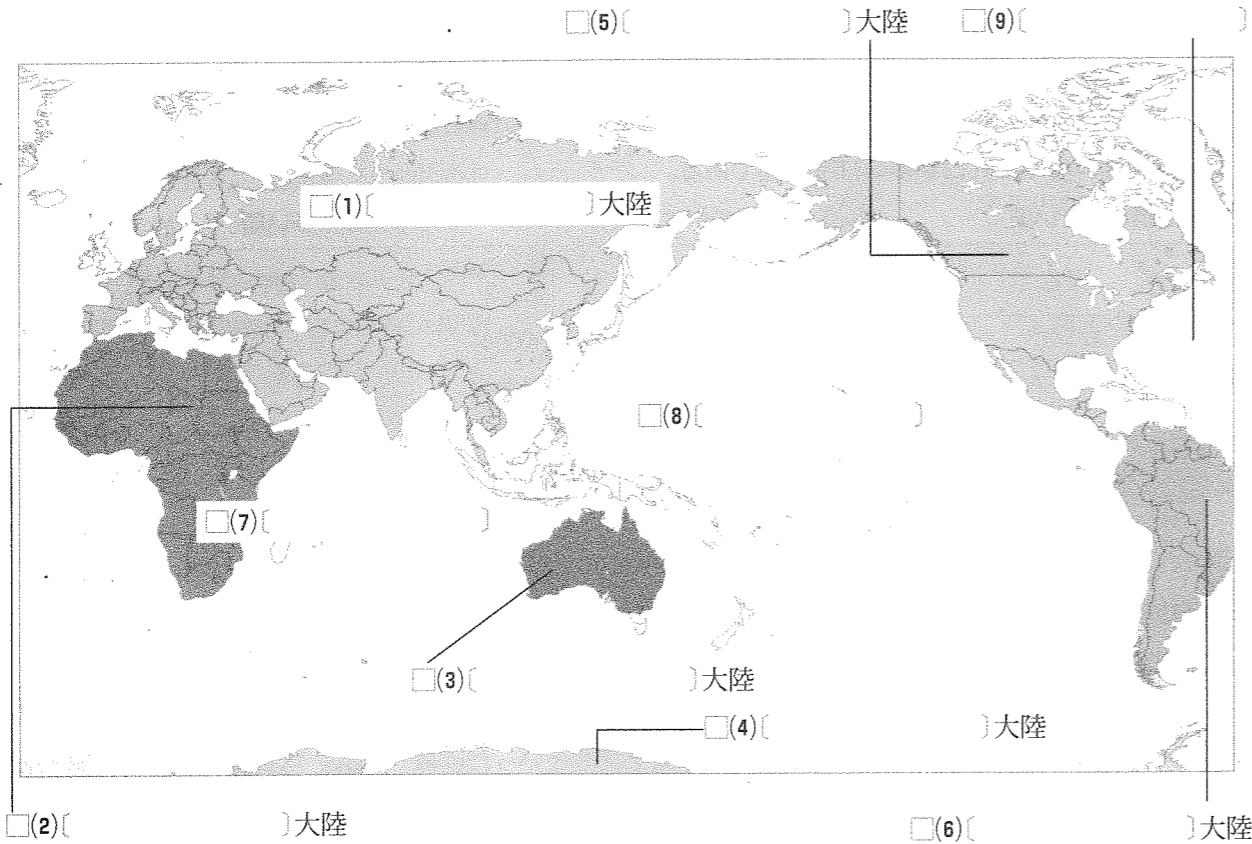 □(5)〔　　　　〕大陸　□(9)〔　　　　〕
□(1)〔　　　　〕大陸
□(8)〔　　　　〕
□(7)〔　　　　〕
□(3)〔　　　　〕大陸
□(4)〔　　　　〕大陸
□(2)〔　　　　〕大陸　□(6)〔　　　　〕大陸